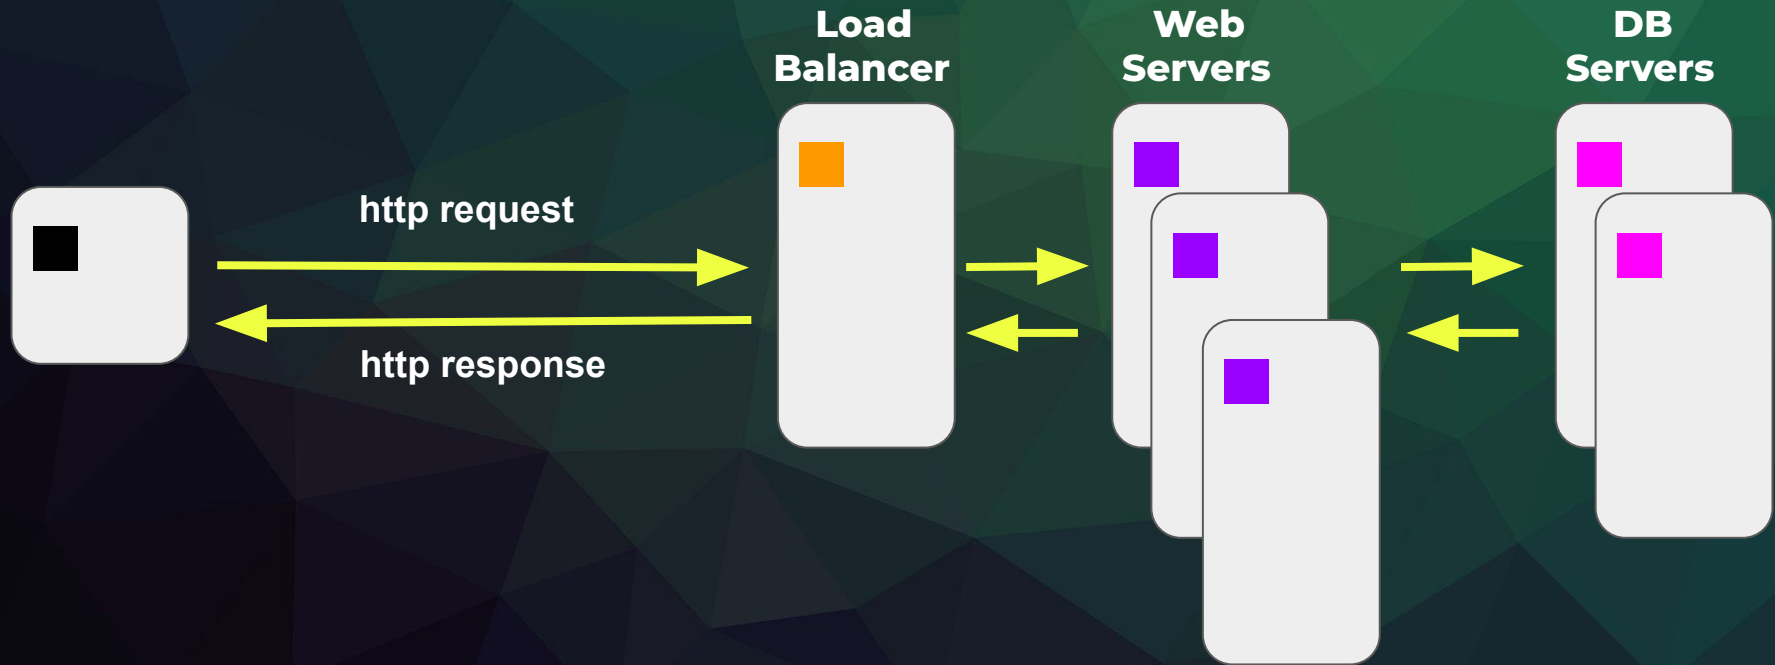 Load
Balancer
Web
Servers
DB
Servers
http request
http response